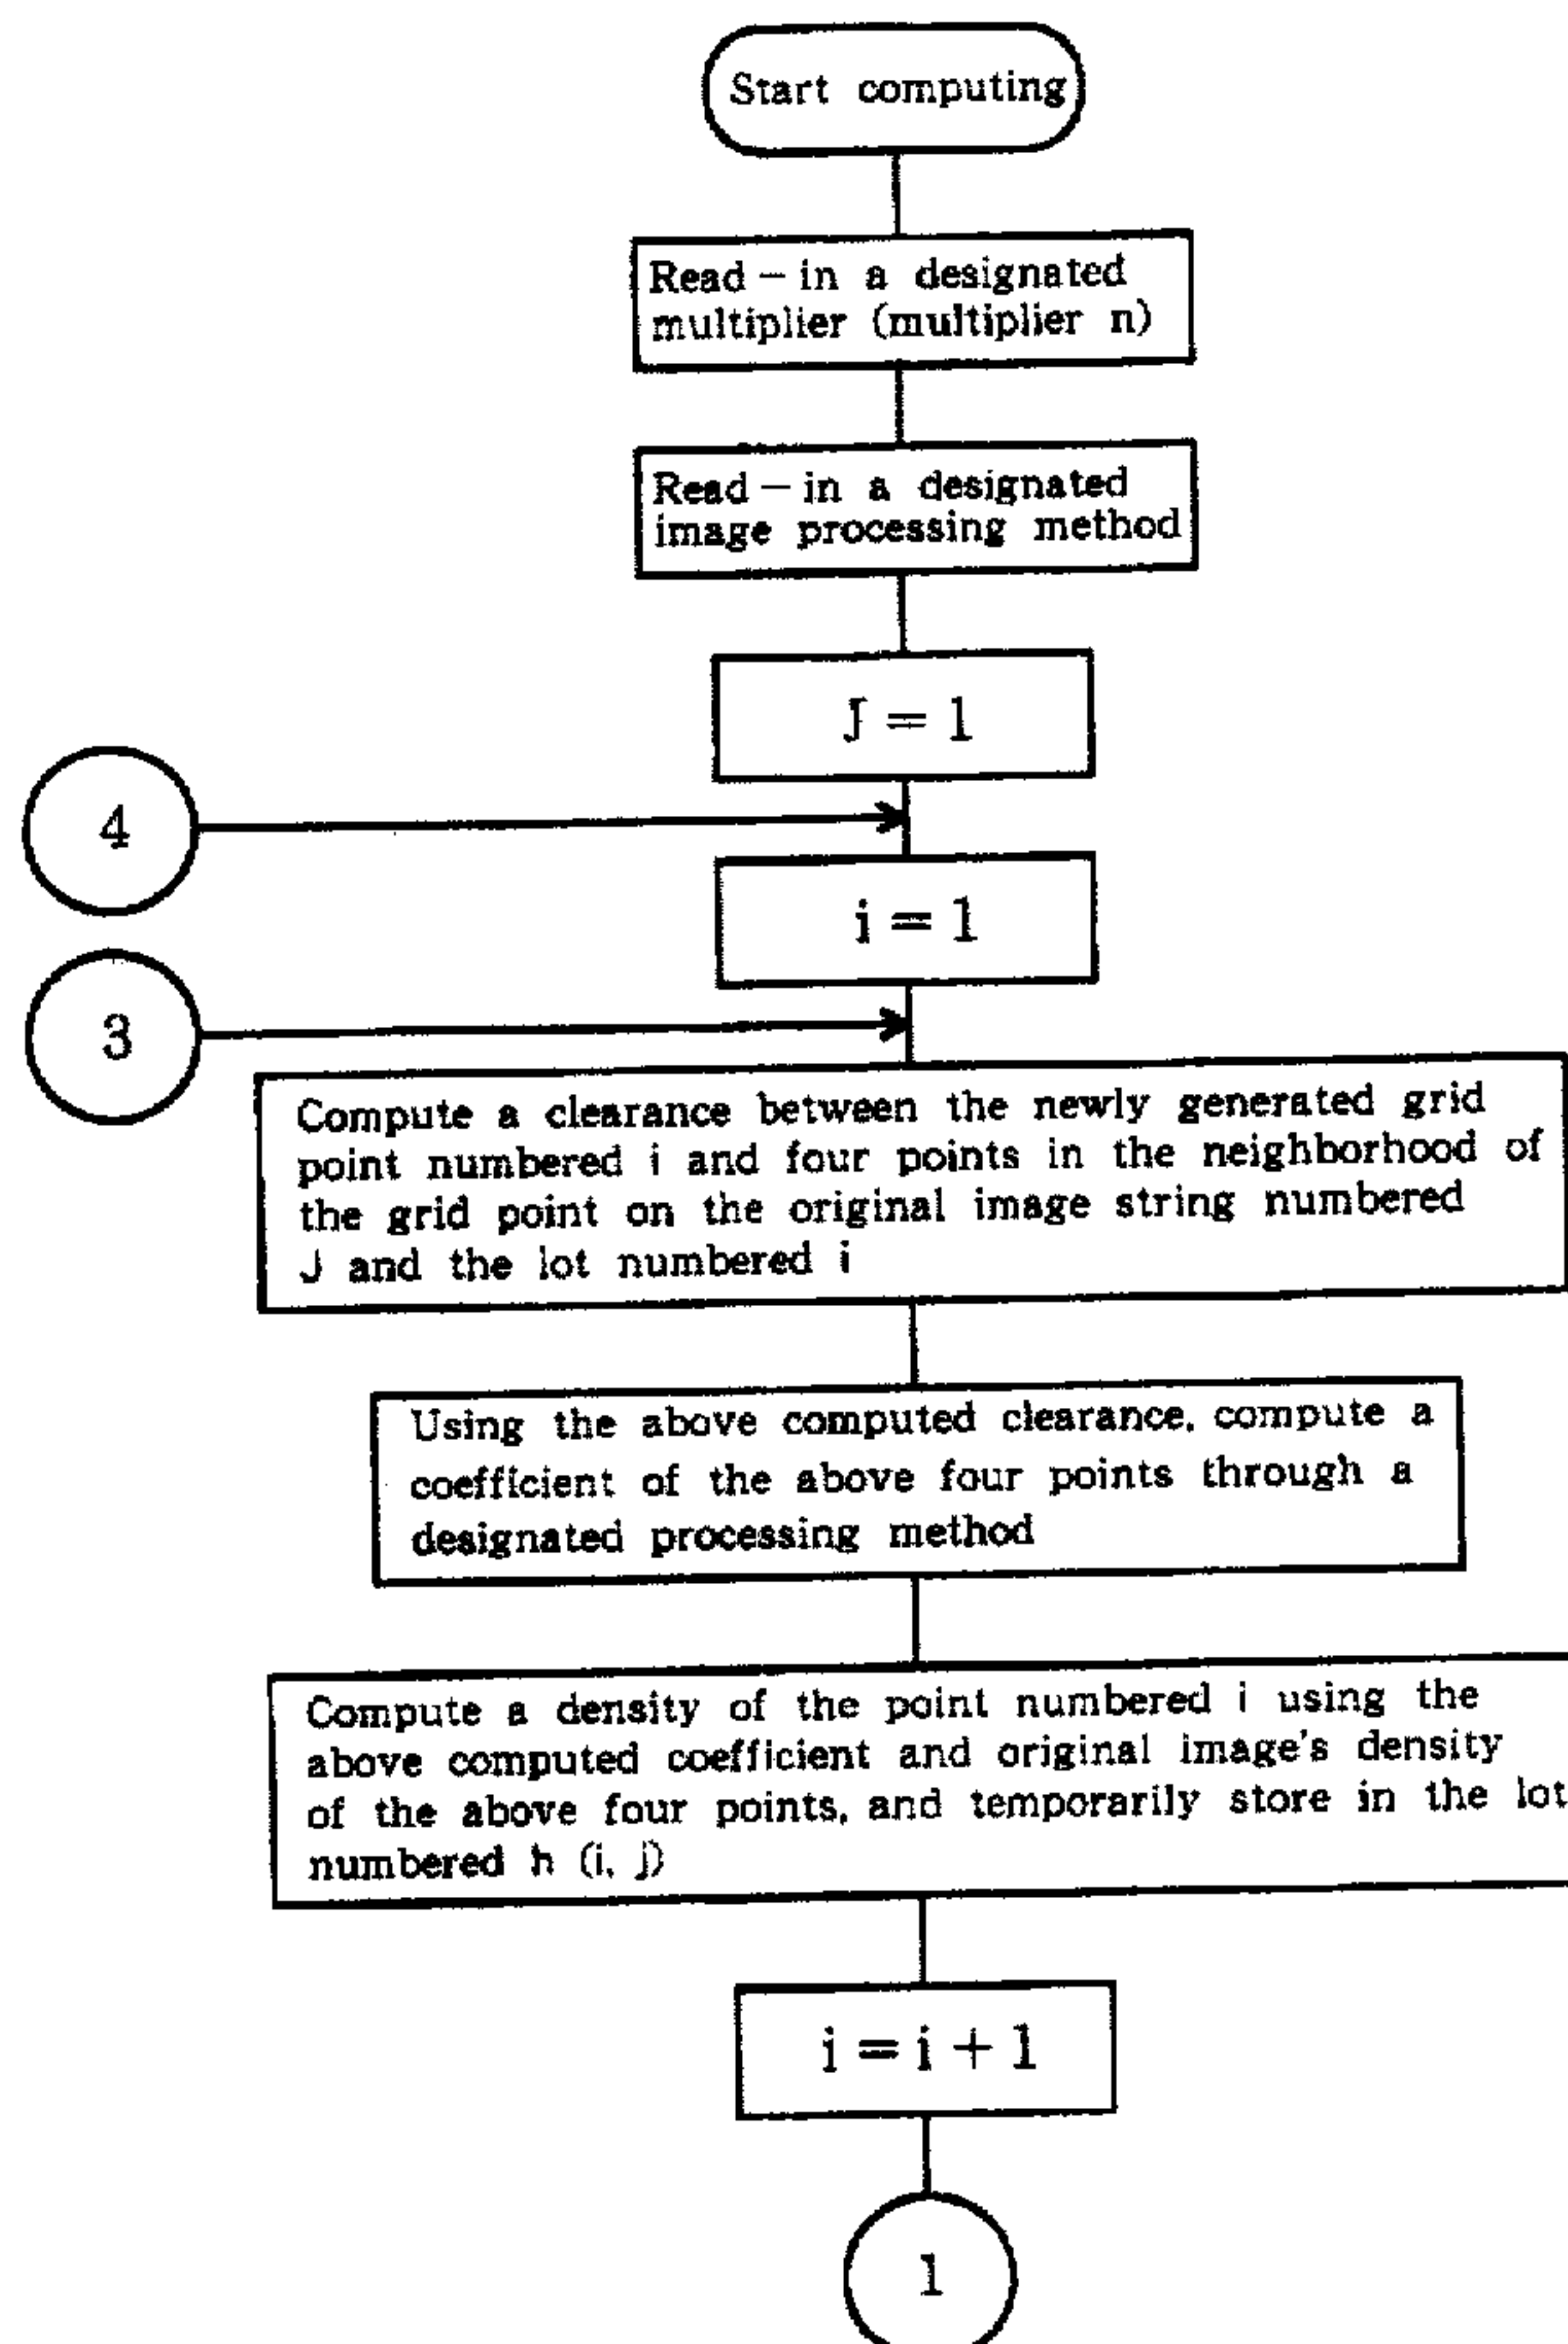 Start computing
Read – in a designated
multiplier (multiplier n)
Read – in a designated
image processing method
J = 1
4
i = 1
3
Compute a clearance between the newly generated grid
point numbered i and four points in the neighborhood of
the grid point on the original image string numbered
J and the lot numbered i
Using the above computed clearance, compute a
coefficient of the above four points through a
designated processing method
Compute a density of the point numbered i using the
above computed coefficient and original image's density
of the above four points, and temporarily store in the lot
numbered h (i, j)
i = i + 1
1